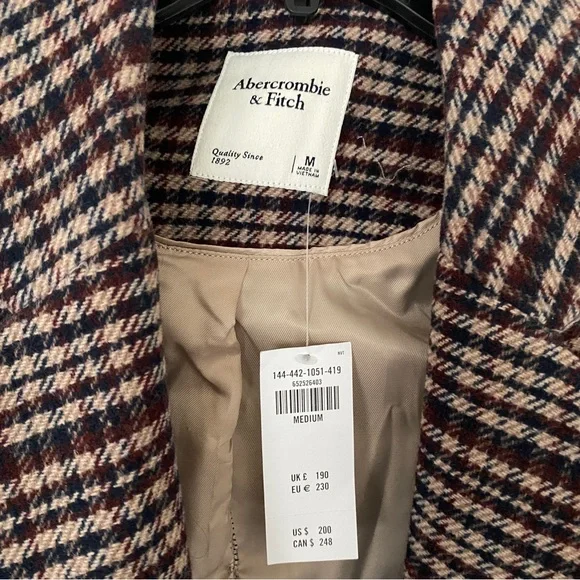 Abercrombie
& Fitch
Quality Since
1892
M
MADE IN
VIETNAM
144-442-1051-419
652526403
MEDIUM
UK £ 190
EU € 230
US $ 200
CAN $ 248